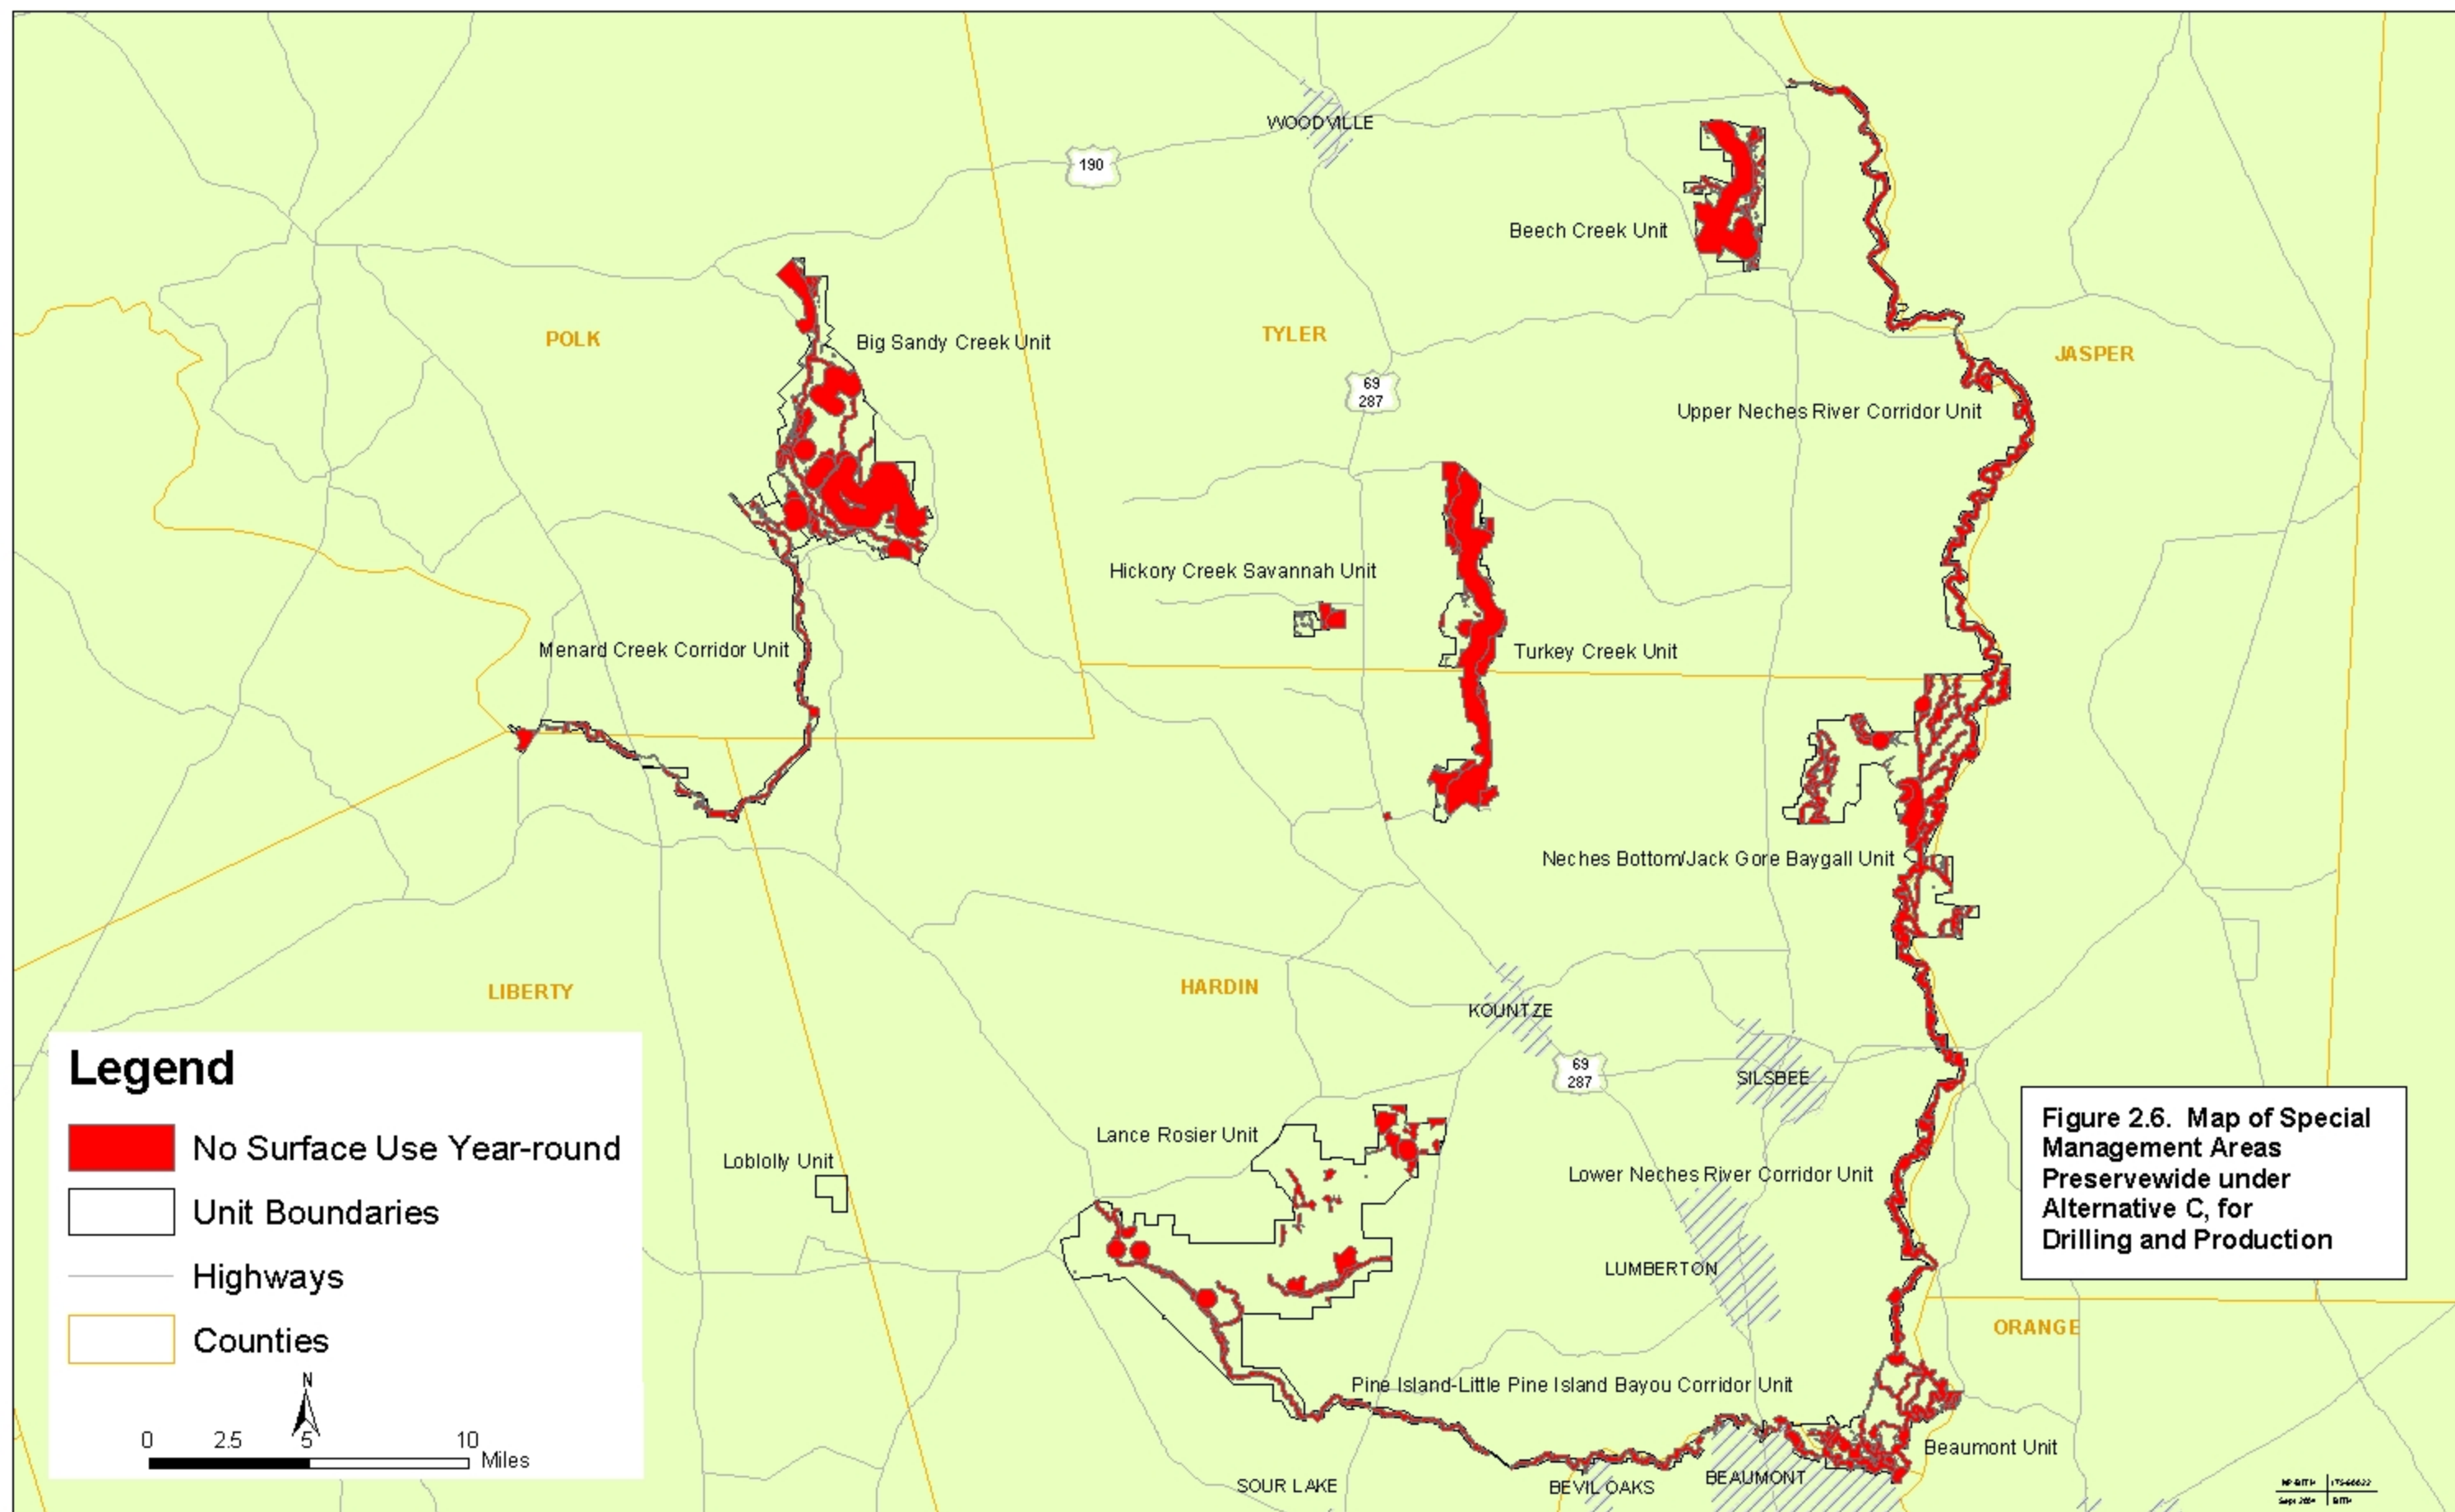 WOODVILLE
190
Beech Creek Unit
POLK
Big Sandy Creek Unit
TYLER
JASPER
69
287
Upper Neches River Corridor Unit
Hickory Creek Savannah Unit
Menard Creek Corridor Unit
Turkey Creek Unit
Neches Bottom/Jack Gore Baygall Unit
LIBERTY
HARDIN
KOUNTZE
69
287
SILSBEE
Lance Rosier Unit
Loblolly Unit
Lower Neches River Corridor Unit
LUMBERTON
ORANGE
Pine Island-Little Pine Island Bayou Corridor Unit
Beaumont Unit
SOUR LAKE
BEVIL OAKS
BEAUMONT
Legend
No Surface Use Year-round
Unit Boundaries
Highways
Counties
N
0 2.5 5 10
Miles
Figure 2.6. Map of Special
Management Areas
Preservewide under
Alternative C, for
Drilling and Production